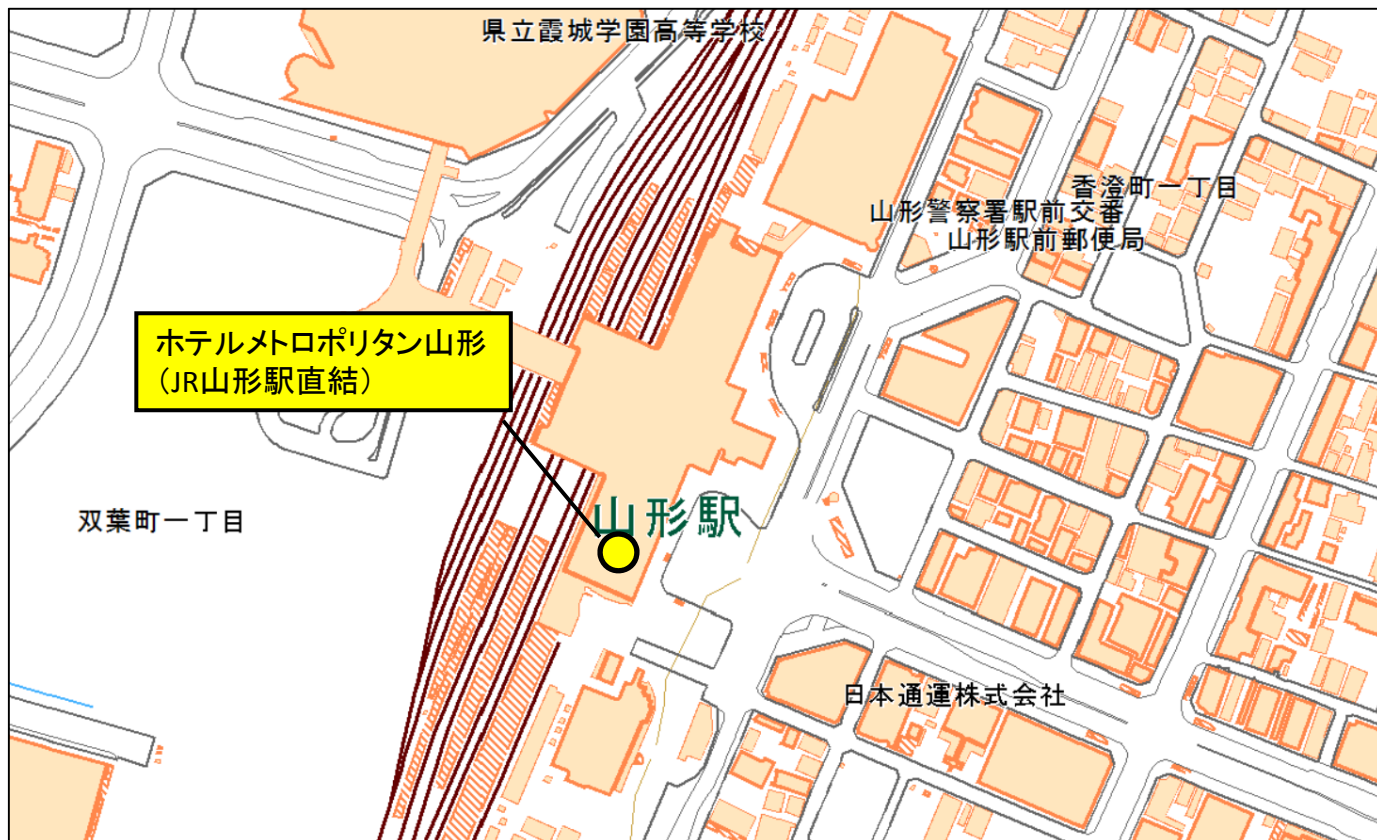 県立霞城学園高等学校
香澄町一丁目
山形警察署駅前交番
山形駅前郵便局
ホテルメトロポリタン山形
（JR山形駅直結）
山形駅
双葉町一丁目
日本通運株式会社